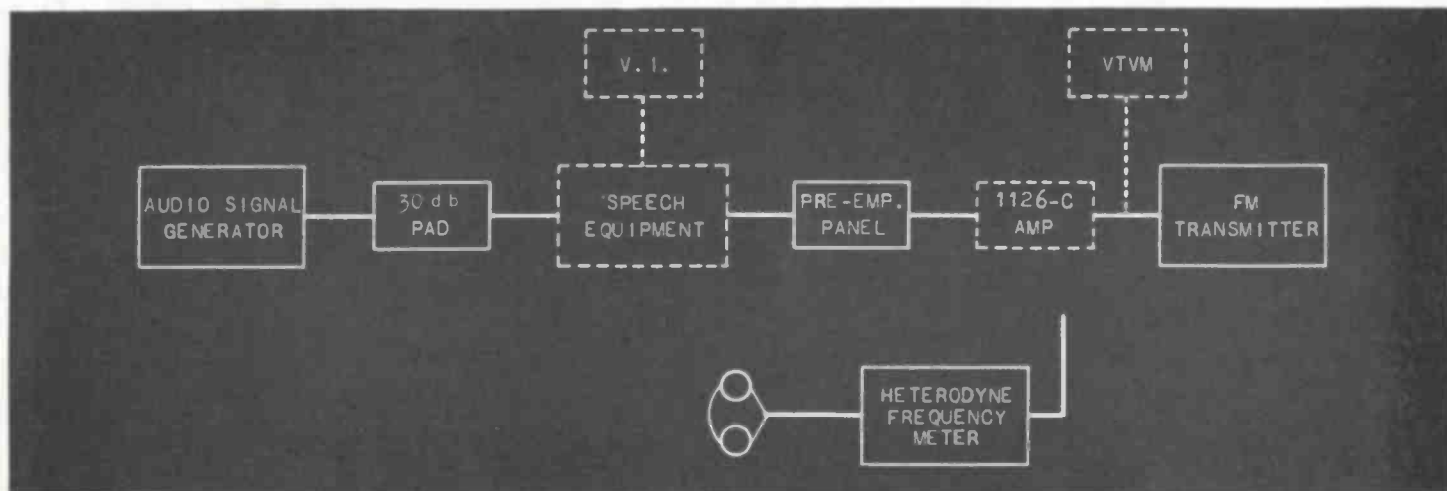 V.I.
VTVM
AUDIO SIGNAL
GENERATOR
30 db
PAD
SPEECH
EQUIPMENT
PRE-EMP.
PANEL
1126-C
AMP
FM
TRANSMITTER
HETERODYNE
FREQUENCY
METER